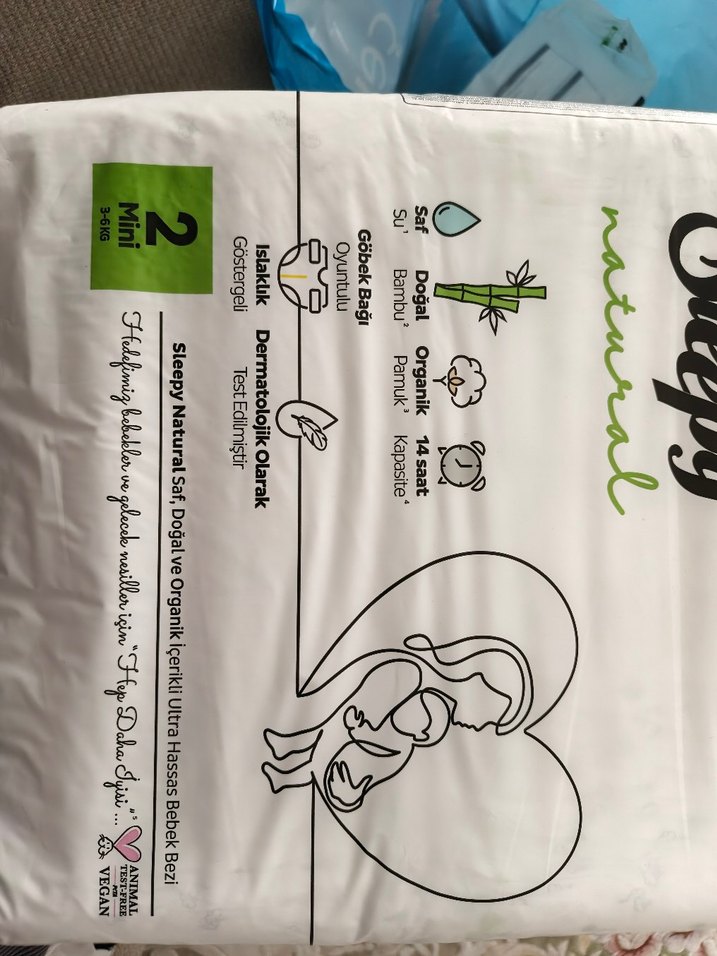 Sleepy
natural
Saf
Su¹
Doğal
Bambu²
Organik
Pamuk³
14 saat
Kapasite⁴
Göbek Bağı
Oyuntulu
Islaklık
Göstergeli
Dermatolojik Olarak
Test Edilmiştir
2
Mini
3-6 KG
Sleepy Natural Saf, Doğal ve Organik İçerikli Ultra Hassas Bebek Bezi
Hedefimiz bebekler ve gelecek nesiller için "Hep Daha İyisi"⁵...
ANIMAL
TEST-FREE
VEGAN